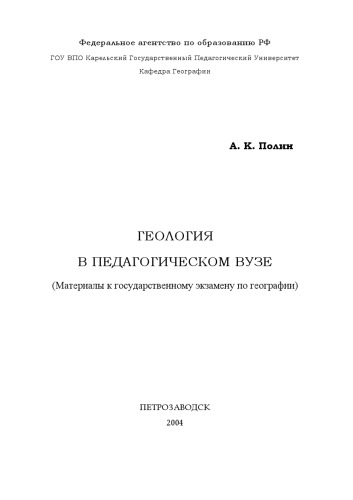 Федеральное агентство по образованию РФ
ГОУ ВПО Карельский Государственный Педагогический Университет
Кафедра Географии
А. К. Полин
ГЕОЛОГИЯ
В ПЕДАГОГИЧЕСКОМ ВУЗЕ
(Материалы к государственному экзамену по географии)
ПЕТРОЗАВОДСК
2004